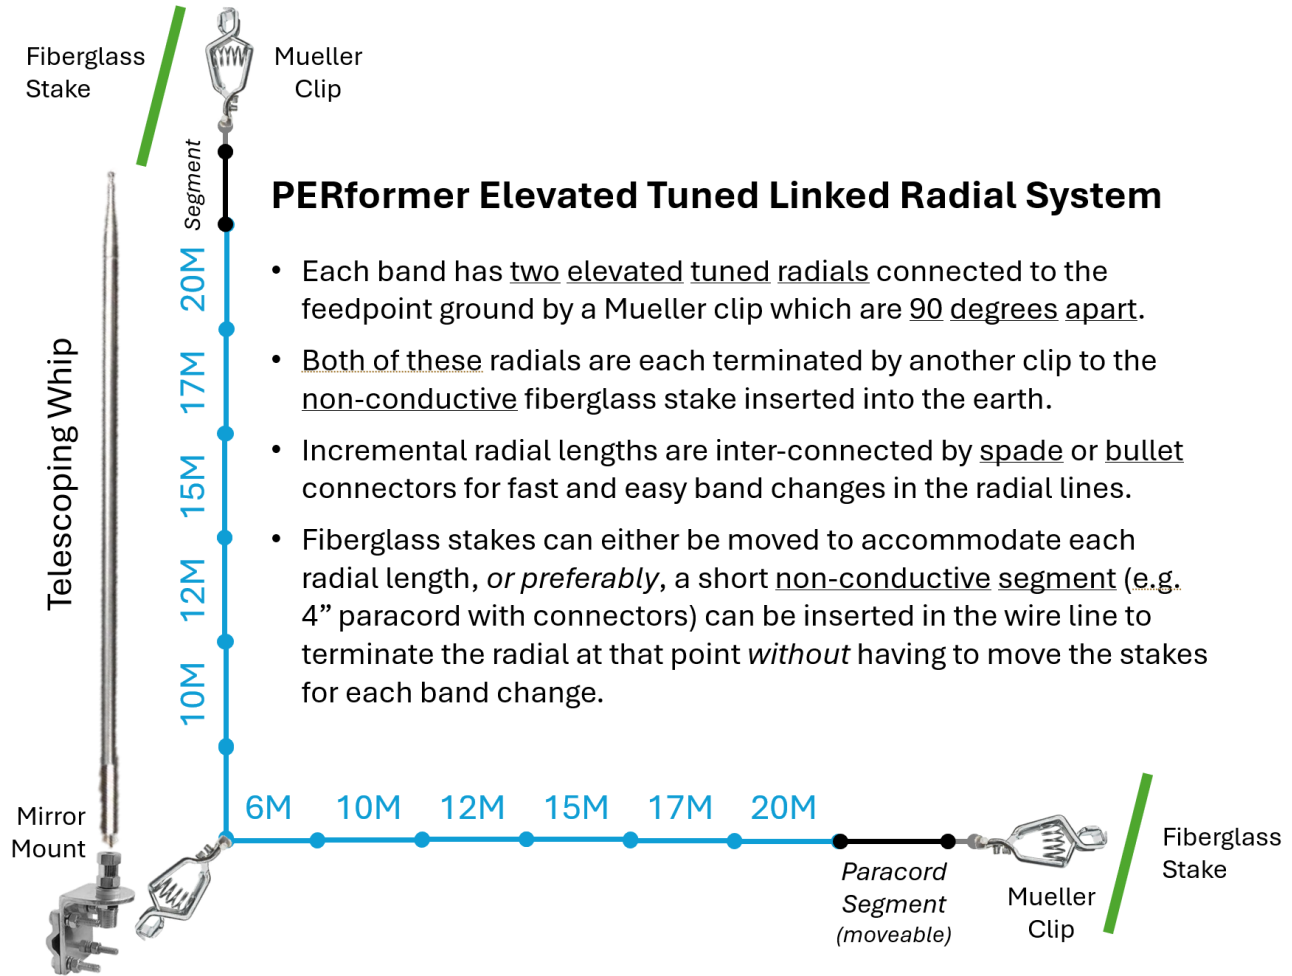 Fiberglass
Stake
Mueller
Clip
Segment
PERformer Elevated Tuned Linked Radial System
• Each band has two elevated tuned radials connected to the
feedpoint ground by a Mueller clip which are 90 degrees apart.
• Both of these radials are each terminated by another clip to the
non-conductive fiberglass stake inserted into the earth.
• Incremental radial lengths are inter-connected by spade or bullet
connectors for fast and easy band changes in the radial lines.
• Fiberglass stakes can either be moved to accommodate each
radial length, or preferably, a short non-conductive segment (e.g.
4” paracord with connectors) can be inserted in the wire line to
terminate the radial at that point without having to move the stakes
for each band change.
Telescoping Whip
20M
17M
15M
12M
10M
Mirror
Mount
6M 10M 12M 15M 17M 20M
Paracord
Segment
(moveable)
Mueller
Clip
Fiberglass
Stake